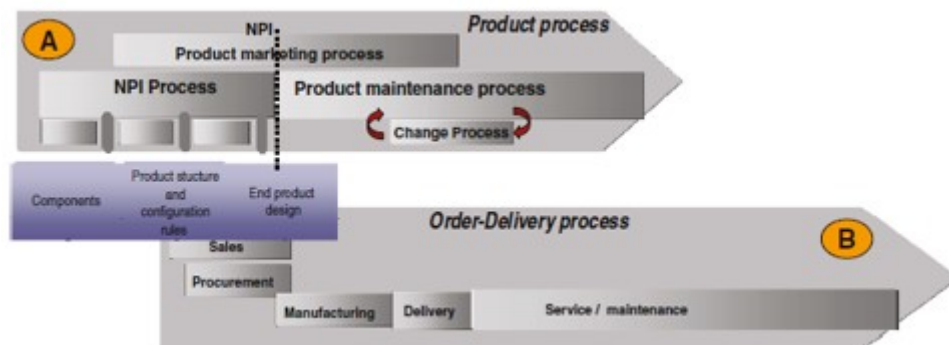 A
NPI
Product process
Product marketing process
NPI Process
Product maintenance process
Change Process
Components
Product stucture
and
configuration
rules
End product
design
Order-Delivery process
B
Sales
Procurement
Manufacturing
Delivery
Service / maintenance